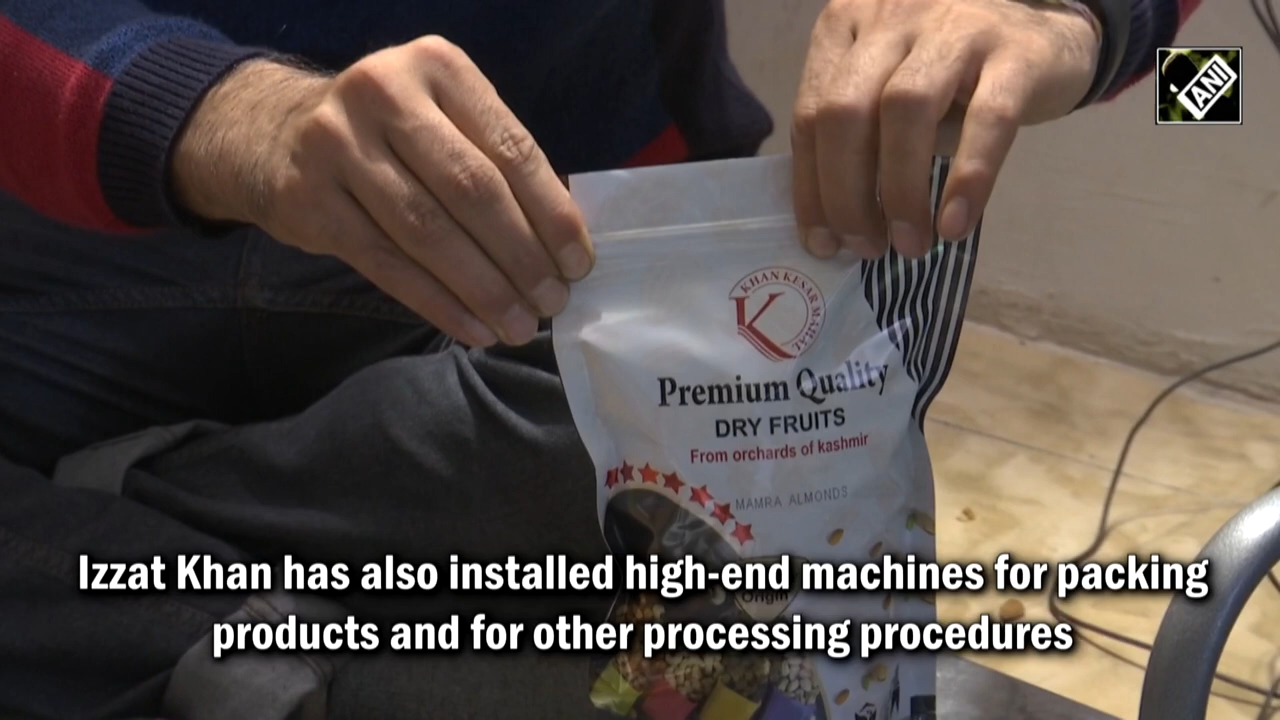 ANI
KHAN KESAR MAHAL
K
Premium Quality
DRY FRUITS
From orchards of kashmir
MAMRA ALMONDS
Origin
Izzat Khan has also installed high-end machines for packing
products and for other processing procedures